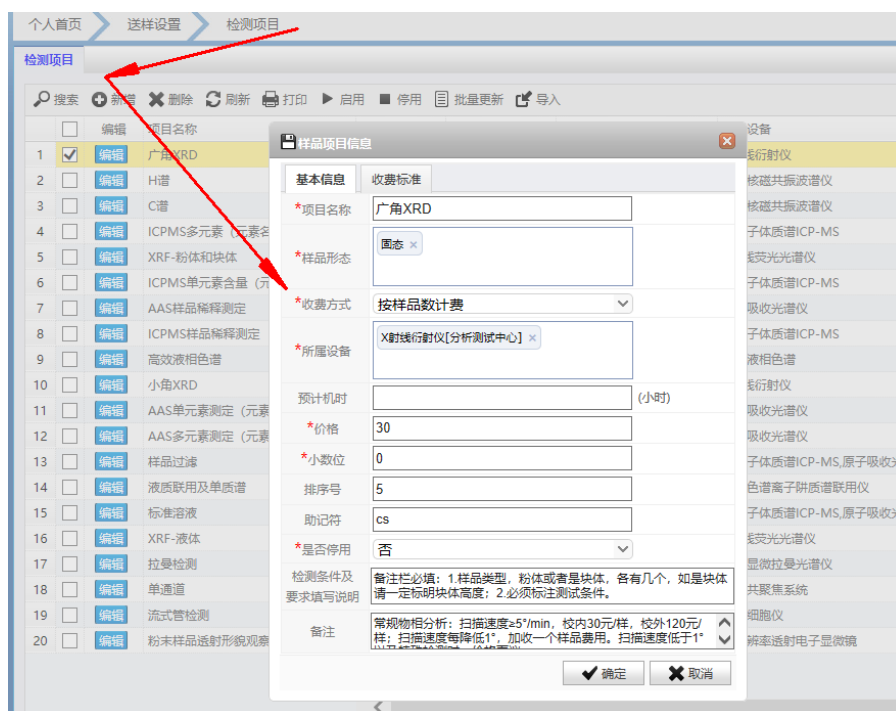 个人首页 送样设置 检测项目
检测项目
搜索 新增 删除 刷新 打印 启用 停用 批量更新 导入
编辑 项目名称 设备
1 编辑 广角XRD 线衍射仪
2 编辑 H谱 核磁共振波谱仪
3 编辑 C谱 核磁共振波谱仪
4 编辑 ICPMS多元素（元素名 子体质谱ICP-MS
5 编辑 XRF-粉体和块体 线荧光光谱仪
6 编辑 ICPMS单元素含量（元 子体质谱ICP-MS
7 编辑 AAS样品稀释测定 吸收光谱仪
8 编辑 ICPMS样品稀释测定 子体质谱ICP-MS
9 编辑 高效液相色谱 液相色谱
10 编辑 小角XRD 线衍射仪
11 编辑 AAS单元素测定（元素 吸收光谱仪
12 编辑 AAS多元素测定（元素 吸收光谱仪
13 编辑 样品过滤 子体质谱ICP-MS,原子吸收
14 编辑 液质联用及单质谱 色谱离子阱质谱联用仪
15 编辑 标准溶液 子体质谱ICP-MS,原子吸收
16 编辑 XRF-液体 线荧光光谱仪
17 编辑 拉曼检测 显微拉曼光谱仪
18 编辑 单通道 共聚焦系统
19 编辑 流式管检测 细胞仪
20 编辑 粉末样品透射形貌观察 辨率透射电子显微镜
样品项目信息
基本信息 收费标准
*项目名称 广角XRD
*样品形态 固态 ×
*收费方式 按样品数计费
*所属设备 X射线衍射仪[分析测试中心] ×
预计机时 (小时)
*价格 30
*小数位 0
排序号 5
助记符 cs
*是否停用 否
检测条件及
要求填写说明
备注栏必填：1.样品类型，粉体或者是块体，各有几个，如是块体
请一定标明块体高度；2.必须标注测试条件。
备注
常规物相分析：扫描速度≥5°/min，校内30元/样，校外120元/
样；扫描速度每降低1°，加收一个样品费用。扫描速度低于1°
确定 取消